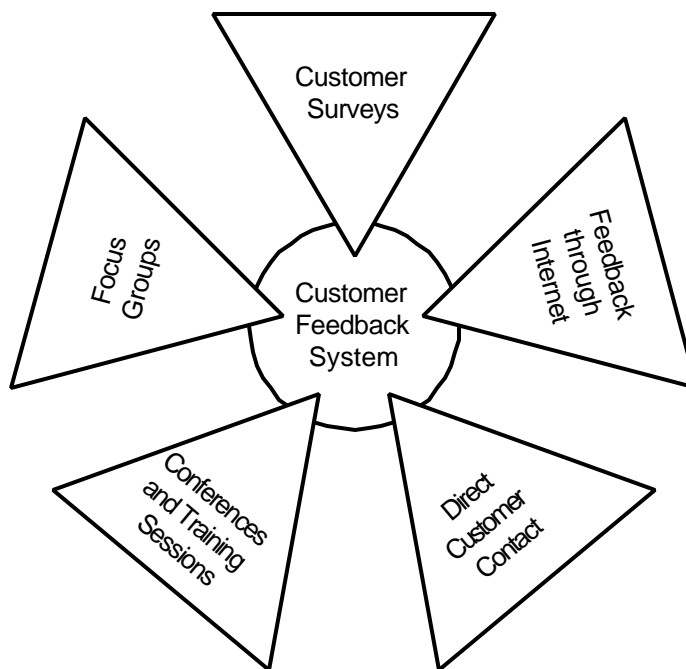 Customer
Surveys
Focus
Groups
Feedback
through
Internet
Customer
Feedback
System
Conferences
and Training
Sessions
Direct
Customer
Contact